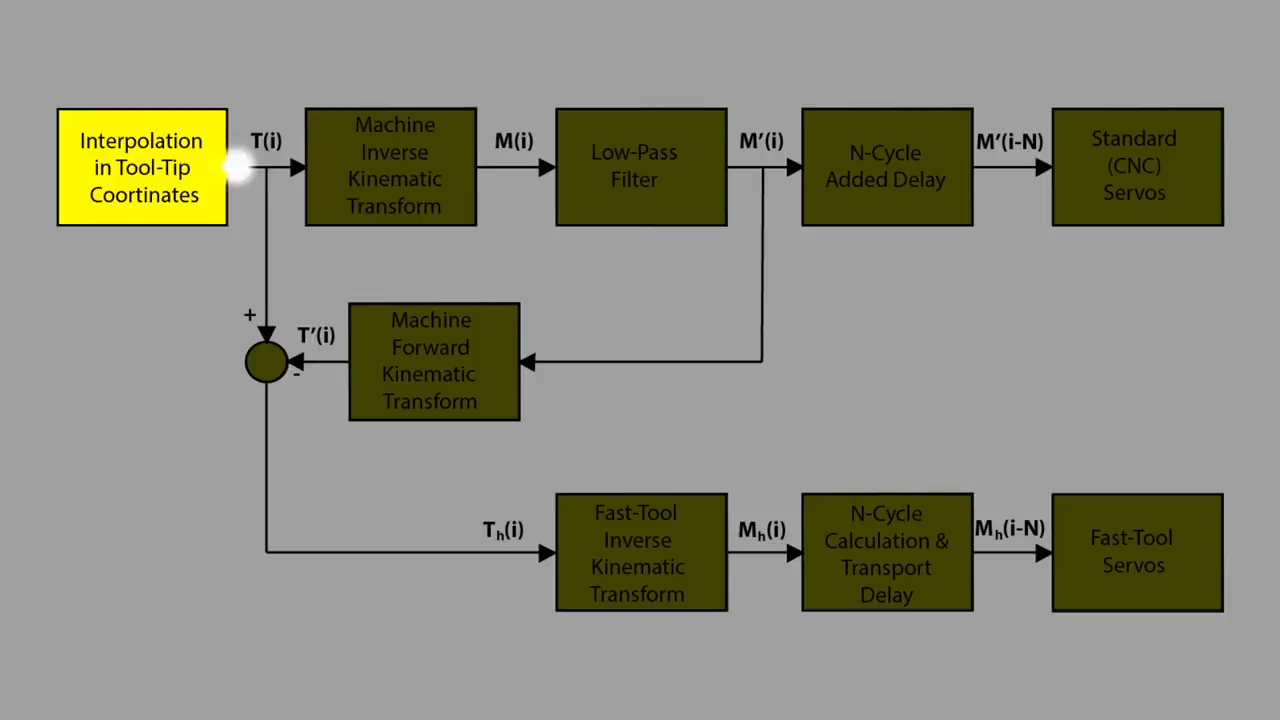 Interpolation
in Tool-Tip
Coortinates
T(i)
Machine
Inverse
Kinematic
Transform
M(i)
Low-Pass
Filter
M’(i)
N-Cycle
Added Delay
M’(i-N)
Standard
(CNC)
Servos
+
T’(i)
-
Machine
Forward
Kinematic
Transform
Th(i)
Fast-Tool
Inverse
Kinematic
Transform
Mh(i)
N-Cycle
Calculation &
Transport
Delay
Mh(i-N)
Fast-Tool
Servos